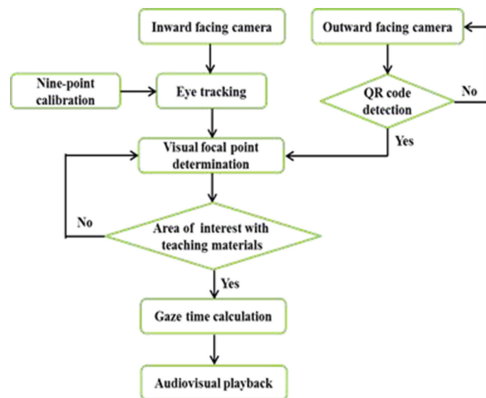 Inward facing camera
Outward facing camera
Nine-point
calibration
Eye tracking
QR code
detection
No
Yes
Visual focal point
determination
No
Area of interest with
teaching materials
Yes
Gaze time calculation
Audiovisual playback